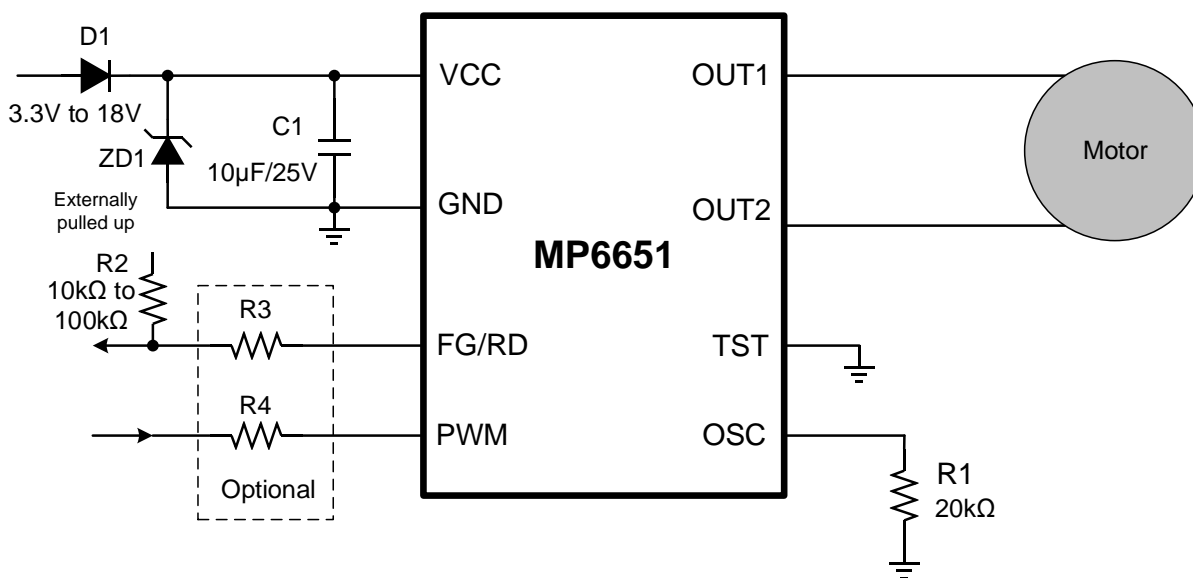 D1
3.3V to 18V
ZD1
C1
10µF/25V
Externally
pulled up
R2
10kΩ to
100kΩ
R3
R4
Optional
VCC
GND
FG/RD
PWM
MP6651
OUT1
OUT2
TST
OSC
Motor
R1
20kΩ